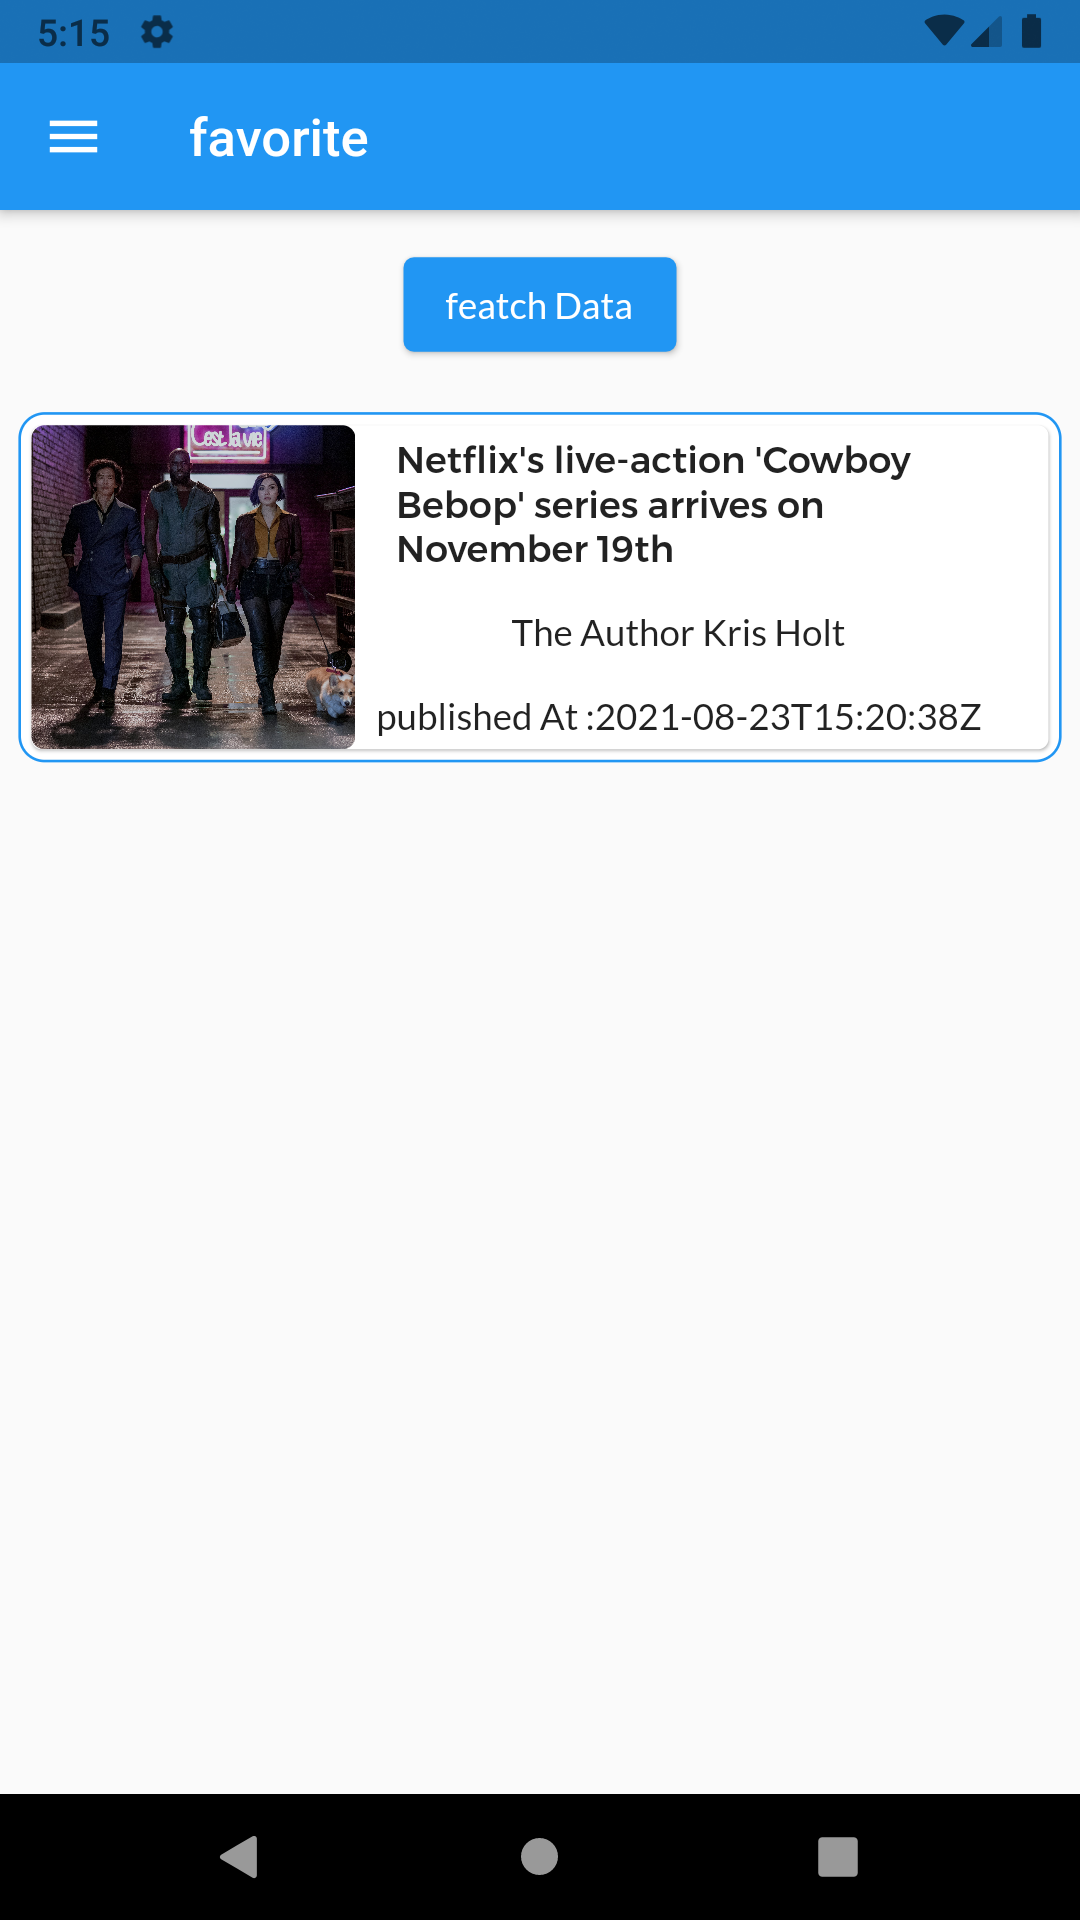 5:15
favorite
featch Data
Cest la vie
Netflix's live-action 'Cowboy
Bebop' series arrives on
November 19th
The Author Kris Holt
published At :2021-08-23T15:20:38Z